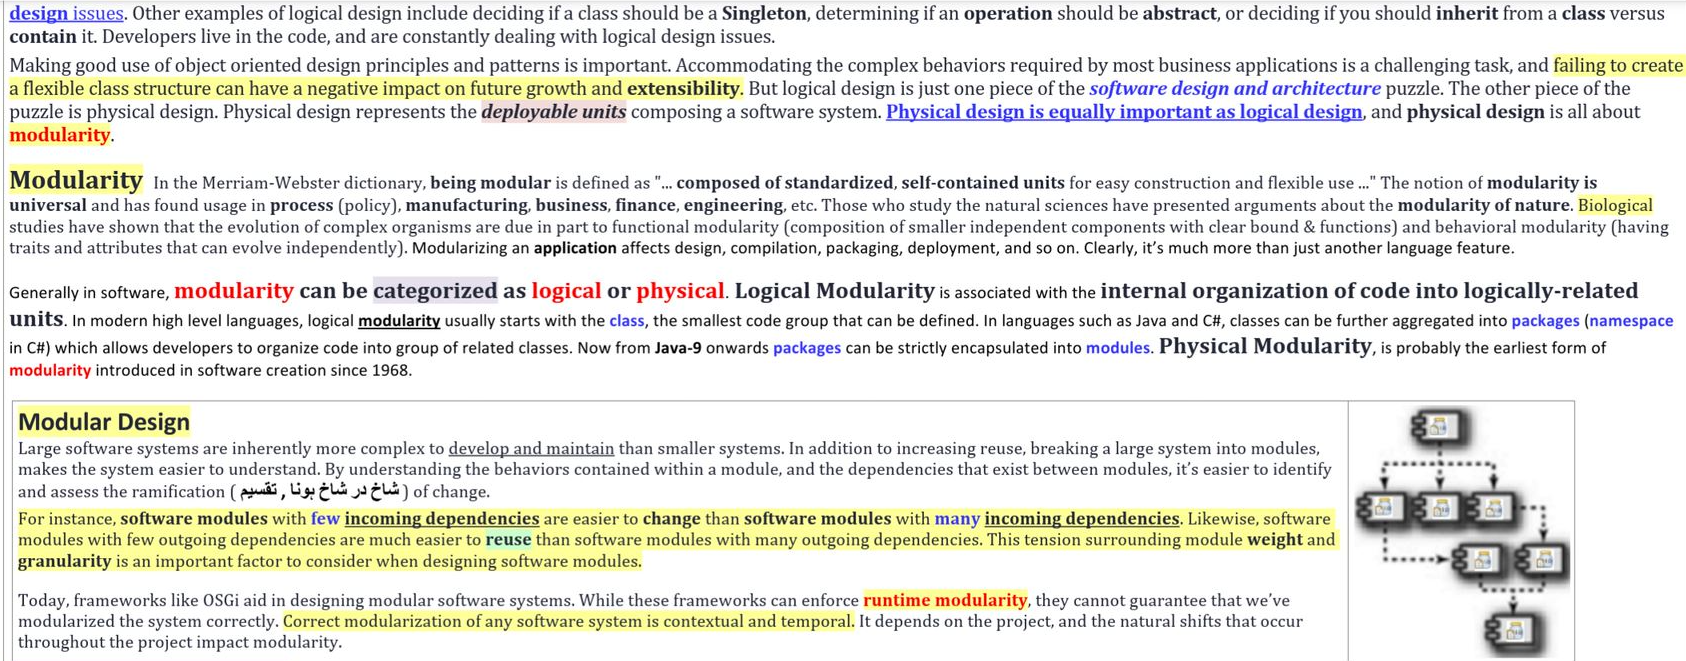 design issues. Other examples of logical design include deciding if a class should be a Singleton, determining if an operation should be abstract, or deciding if you should inherit from a class versus
contain it. Developers live in the code, and are constantly dealing with logical design issues.
Making good use of object oriented design principles and patterns is important. Accommodating the complex behaviors required by most business applications is a challenging task, and failing to create
a flexible class structure can have a negative impact on future growth and extensibility. But logical design is just one piece of the software design and architecture puzzle. The other piece of the
puzzle is physical design. Physical design represents the deployable units composing a software system. Physical design is equally important as logical design, and physical design is all about
modularity.
Modularity In the Merriam-Webster dictionary, being modular is defined as "... composed of standardized, self-contained units for easy construction and flexible use ..." The notion of modularity is
universal and has found usage in process (policy), manufacturing, business, finance, engineering, etc. Those who study the natural sciences have presented arguments about the modularity of nature. Biological
studies have shown that the evolution of complex organisms are due in part to functional modularity (composition of smaller independent components with clear bound & functions) and behavioral modularity (having
traits and attributes that can evolve independently). Modularizing an application affects design, compilation, packaging, deployment, and so on. Clearly, it's much more than just another language feature.
Generally in software, modularity can be categorized as logical or physical. Logical Modularity is associated with the internal organization of code into logically-related
units. In modern high level languages, logical modularity usually starts with the class, the smallest code group that can be defined. In languages such as Java and C#, classes can be further aggregated into packages (namespace
in C#) which allows developers to organize code into group of related classes. Now from Java-9 onwards packages can be strictly encapsulated into modules. Physical Modularity, is probably the earliest form of
modularity introduced in software creation since 1968.
Modular Design
Large software systems are inherently more complex to develop and maintain than smaller systems. In addition to increasing reuse, breaking a large system into modules,
makes the system easier to understand. By understanding the behaviors contained within a module, and the dependencies that exist between modules, it's easier to identify
and assess the ramification ( شاخ در شاخ ہونا , تقسیم ) of change.
For instance, software modules with few incoming dependencies are easier to change than software modules with many incoming dependencies. Likewise, software
modules with few outgoing dependencies are much easier to reuse than software modules with many outgoing dependencies. This tension surrounding module weight and
granularity is an important factor to consider when designing software modules.
Today, frameworks like OSGi aid in designing modular software systems. While these frameworks can enforce runtime modularity, they cannot guarantee that we've
modularized the system correctly. Correct modularization of any software system is contextual and temporal. It depends on the project, and the natural shifts that occur
throughout the project impact modularity.